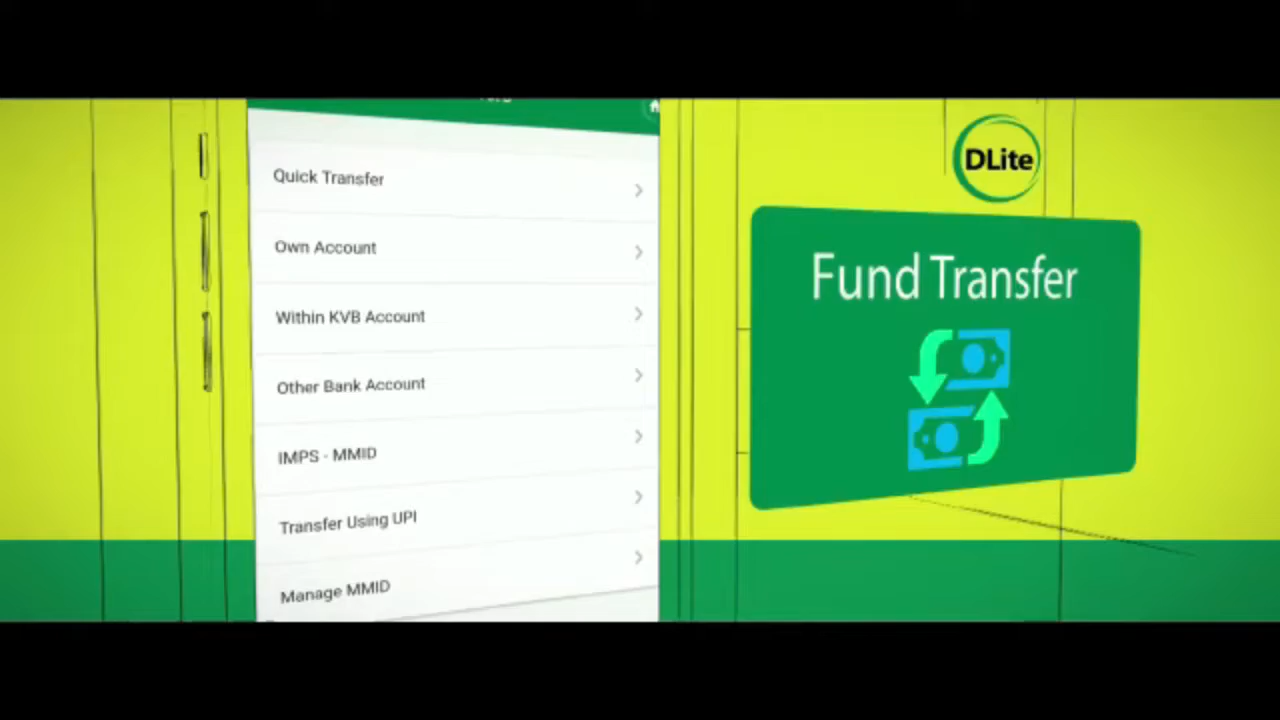 Quick Transfer
Own Account
Within KVB Account
Other Bank Account
IMPS - MMID
Transfer Using UPI
Manage MMID
DLite
Fund Transfer